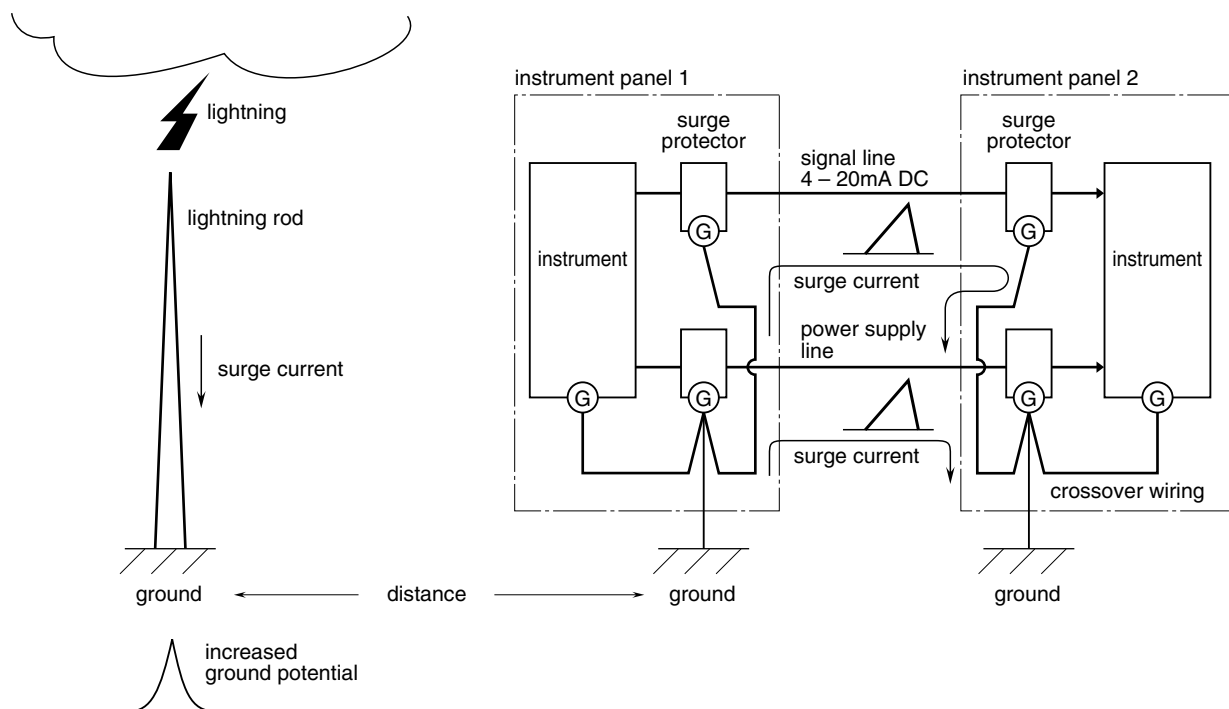 lightning
lightning rod
surge current
ground
increased
ground potential
distance
instrument panel 1
surge
protector
instrument
G
G
G
ground
signal line
4 – 20mA DC
surge current
power supply
line
surge current
instrument panel 2
surge
protector
G
instrument
G
G
crossover wiring
ground